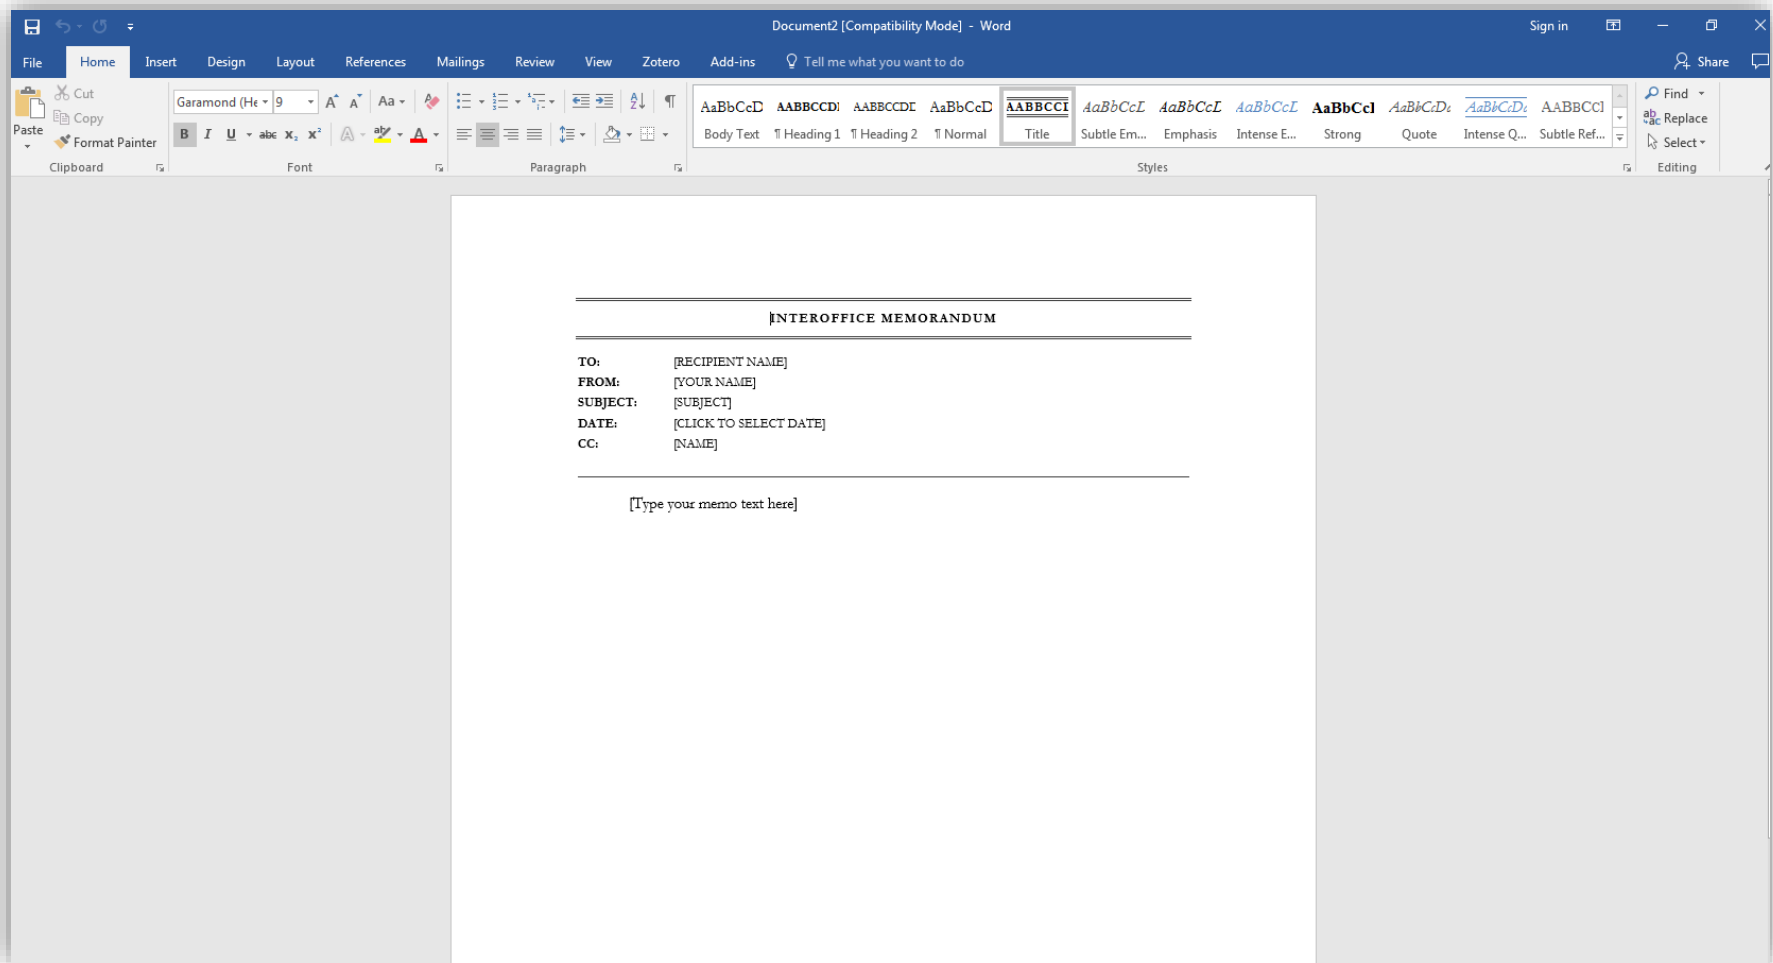 Document2 [Compatibility Mode] - Word
Sign in
File Home Insert Design Layout References Mailings Review View Zotero Add-ins Tell me what you want to do Share
Paste
Cut
Copy
Format Painter
Clipboard
Garamond (He 9
Aa
B I U abc x₂ x²
Font
Paragraph
AaBbCcD AABBCCDI AABBCCDE AaBbCcD AABBCCI AaBbCcL AaBbCcL AaBbCcL AaBbCcl AaBbCcDc AaBbCcDc AABBCCI
Body Text ¶ Heading 1 ¶ Heading 2 ¶ Normal Title Subtle Em... Emphasis Intense E... Strong Quote Intense Q... Subtle Ref...
Styles
Find
Replace
Select
Editing
INTEROFFICE MEMORANDUM
TO: [RECIPIENT NAME]
FROM: [YOUR NAME]
SUBJECT: [SUBJECT]
DATE: [CLICK TO SELECT DATE]
CC: [NAME]
[Type your memo text here]